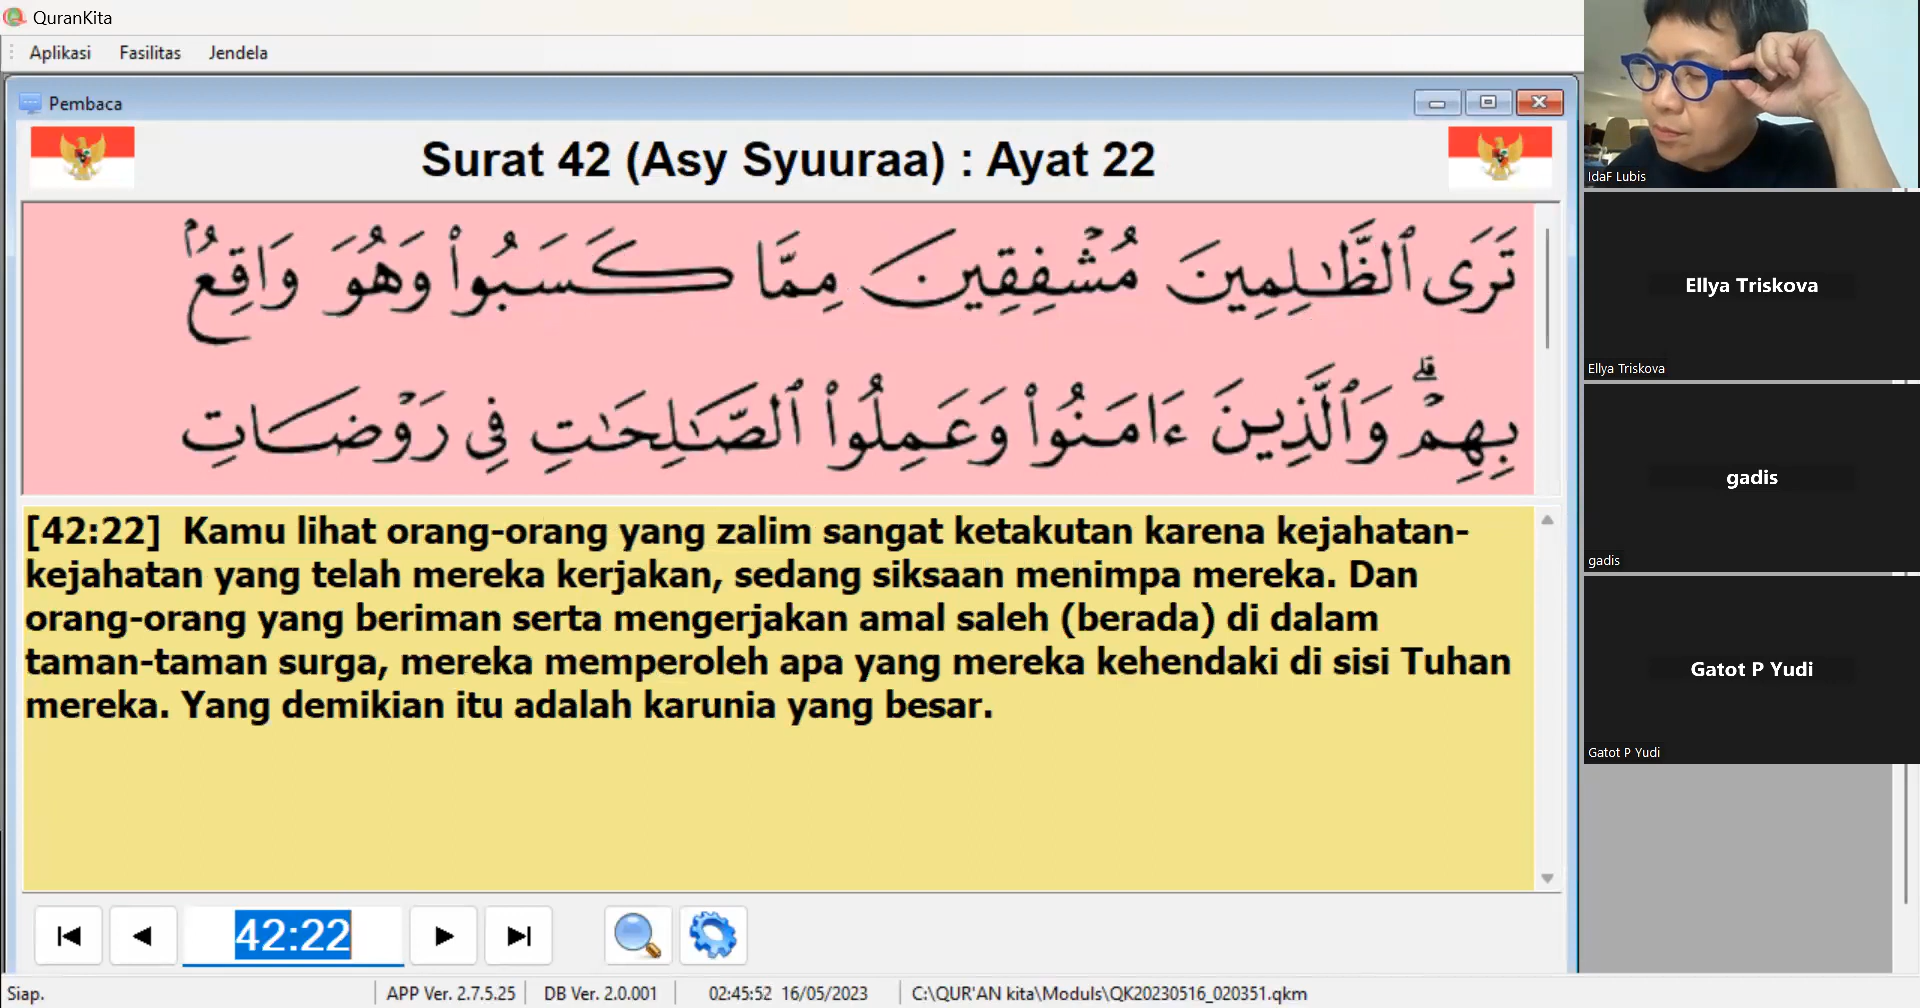 QuranKita
Aplikasi Fasilitas Jendela
Pembaca
Surat 42 (Asy Syuuraa) : Ayat 22
تَرَى ٱلظَّـٰلِمِينَ مُشْفِقِينَ مِمَّا كَسَبُوا۟ وَهُوَ وَاقِعٌۢ
بِهِمْ ۗ وَٱلَّذِينَ ءَامَنُوا۟ وَعَمِلُوا۟ ٱلصَّـٰلِحَـٰتِ فِى رَوْضَاتِ
[42:22] Kamu lihat orang-orang yang zalim sangat ketakutan karena kejahatan-
kejahatan yang telah mereka kerjakan, sedang siksaan menimpa mereka. Dan
orang-orang yang beriman serta mengerjakan amal saleh (berada) di dalam
taman-taman surga, mereka memperoleh apa yang mereka kehendaki di sisi Tuhan
mereka. Yang demikian itu adalah karunia yang besar.
42:22
Siap. APP Ver. 2.7.5.25 DB Ver. 2.0.001 02:45:52 16/05/2023 C:\QUR'AN kita\Moduls\QK20230516_020351.qkm
IdaF Lubis
Ellya Triskova
Ellya Triskova
gadis
gadis
Gatot P Yudi
Gatot P Yudi